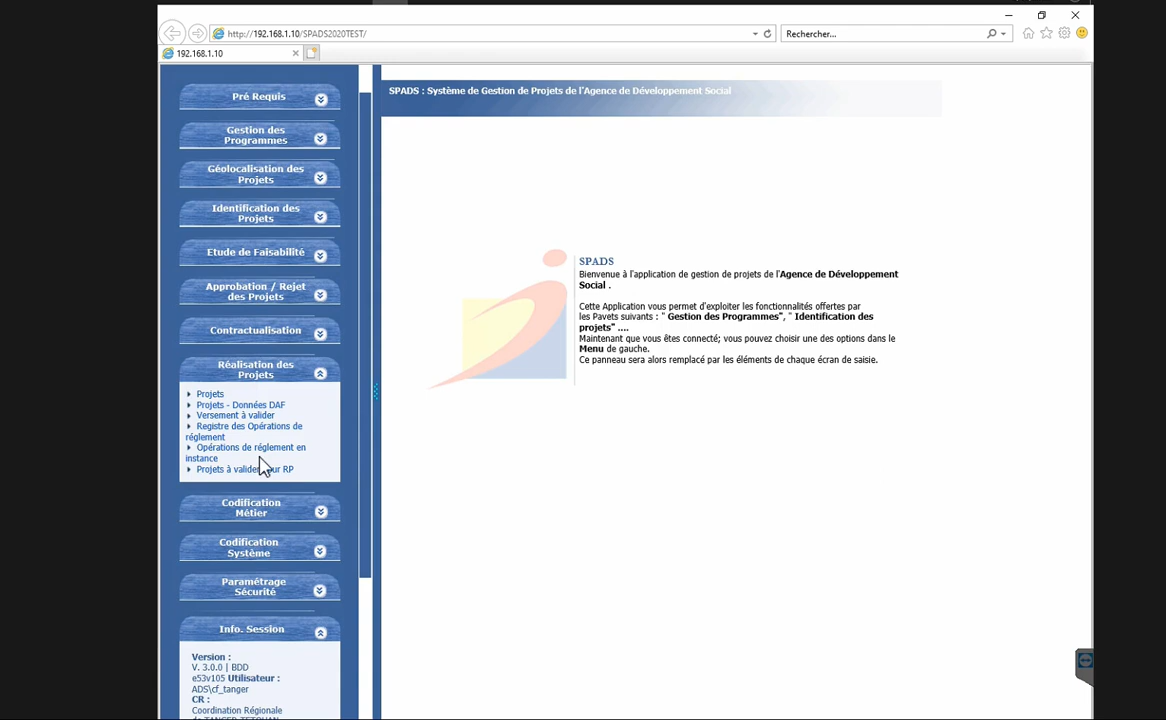 http://192.168.1.10/SPADS2020TEST/
Rechercher...
192.168.1.10
Pré Requis
Gestion des
Programmes
Géolocalisation des
Projets
Identification des
Projets
Etude de Faisabilité
Approbation / Rejet
des Projets
Contractualisation
Réalisation des
Projets
Projets
Projets - Données DAF
Versement à valider
Registre des Opérations de
réglement
Opérations de réglement en
instance
Projets à valider RP
Codification
Métier
Codification
Système
Paramétrage
Sécurité
Info. Session
Version :
V. 3.0.0 | BDD
e53v105 Utilisateur :
ADS\cf_tanger
CR :
Coordination Régionale
de TANGER-TETOUAN
SPADS : Système de Gestion de Projets de l'Agence de Développement Social
SPADS
Bienvenue à l'application de gestion de projets de l'Agence de Développement
Social .
Cette Application vous permet d'exploiter les fonctionnalités offertes par
les Pavets suivants : " Gestion des Programmes", " Identification des
projets" ....
Maintenant que vous êtes connecté; vous pouvez choisir une des options dans le
Menu de gauche.
Ce panneau sera alors remplacé par les éléments de chaque écran de saisie.